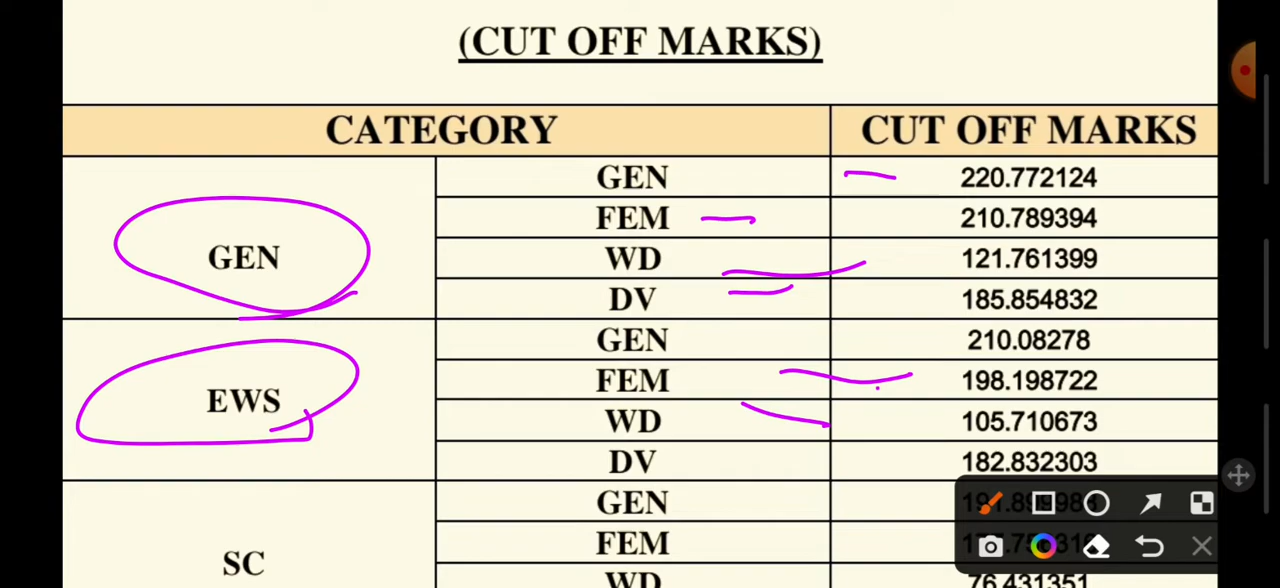 (CUT OFF MARKS)
CATEGORY CUT OFF MARKS
GEN GEN 220.772124
FEM 210.789394
WD 121.761399
DV 185.854832
EWS GEN 210.08278
FEM 198.198722
WD 105.710673
DV 182.832303
SC GEN
FEM
WD 76.431351